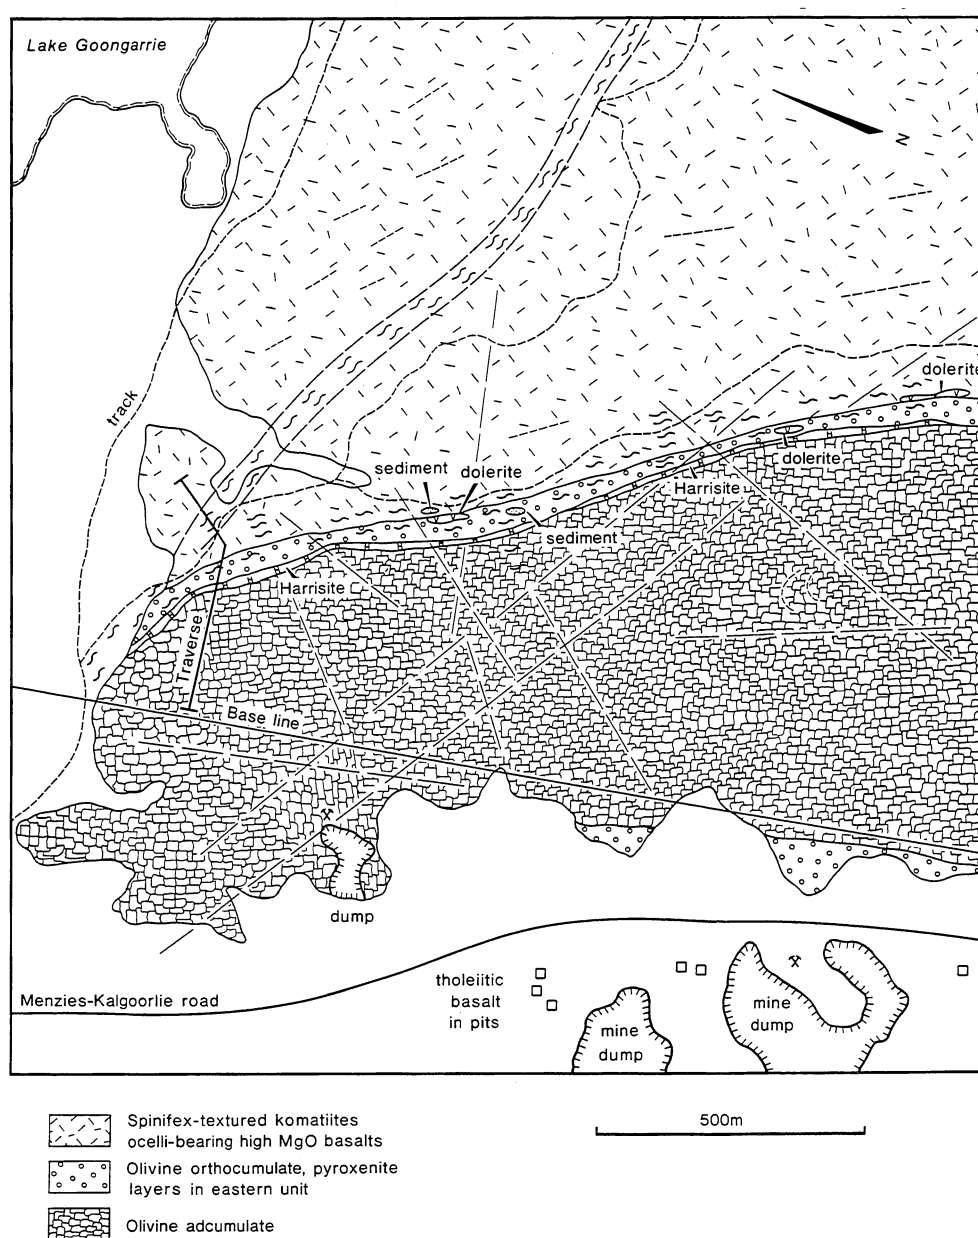 Lake Goongarrie
N
dolerite
track
sediment
dolerite
dolerite
Harrisite
sediment
Harrisite
Traverse
Base line
dump
tholeiitic
basalt
in pits
Menzies-Kalgoorlie road
mine
dump
mine
dump
Spinifex-textured komatiites
ocelli-bearing high MgO basalts
500m
Olivine orthocumulate, pyroxenite
layers in eastern unit
Olivine adcumulate